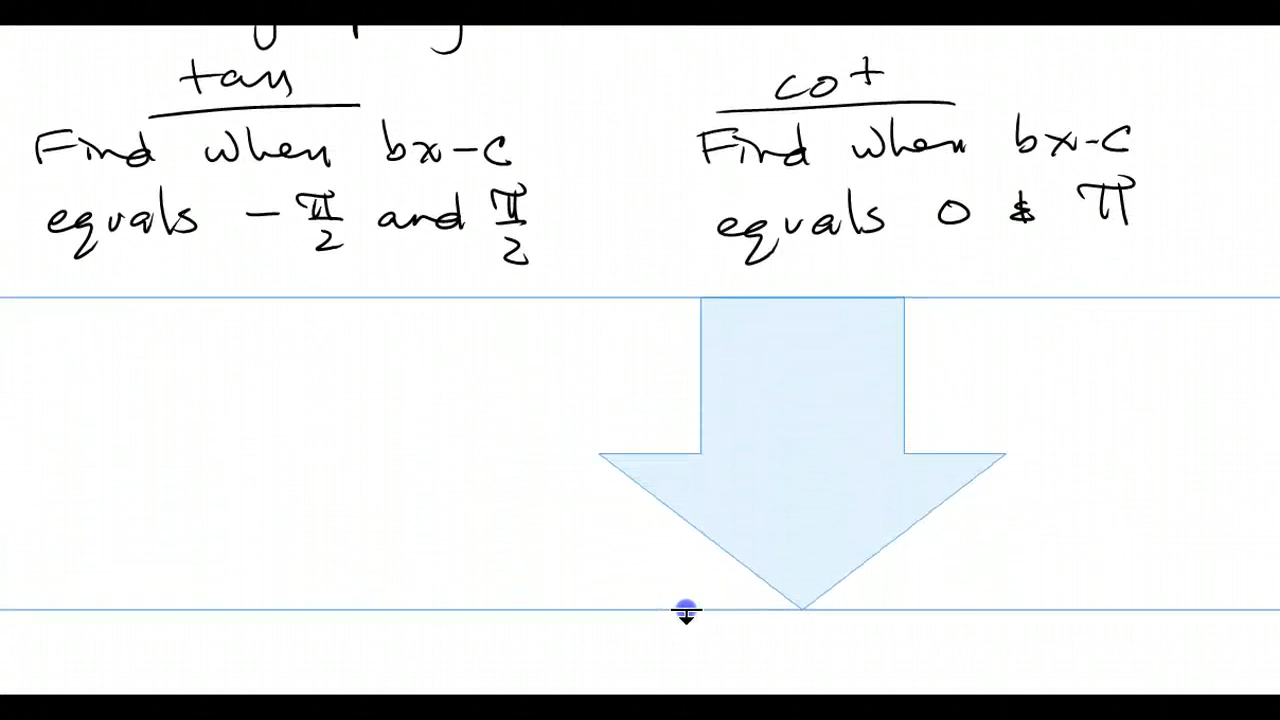 tan
cot
Find when bx-c
equals -π/2 and π/2
Find when bx-c
equals 0 & π